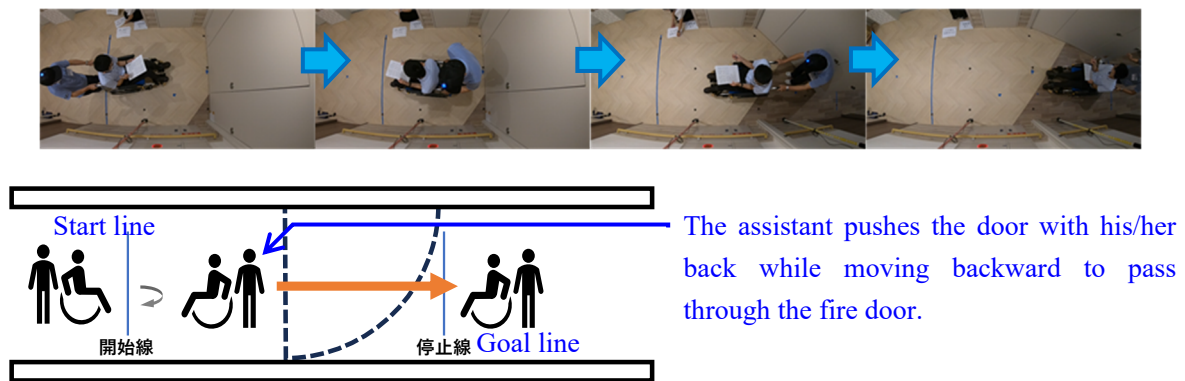 Start line
The assistant pushes the door with his/her
back while moving backward to pass
through the fire door.
開始線
停止線 Goal line